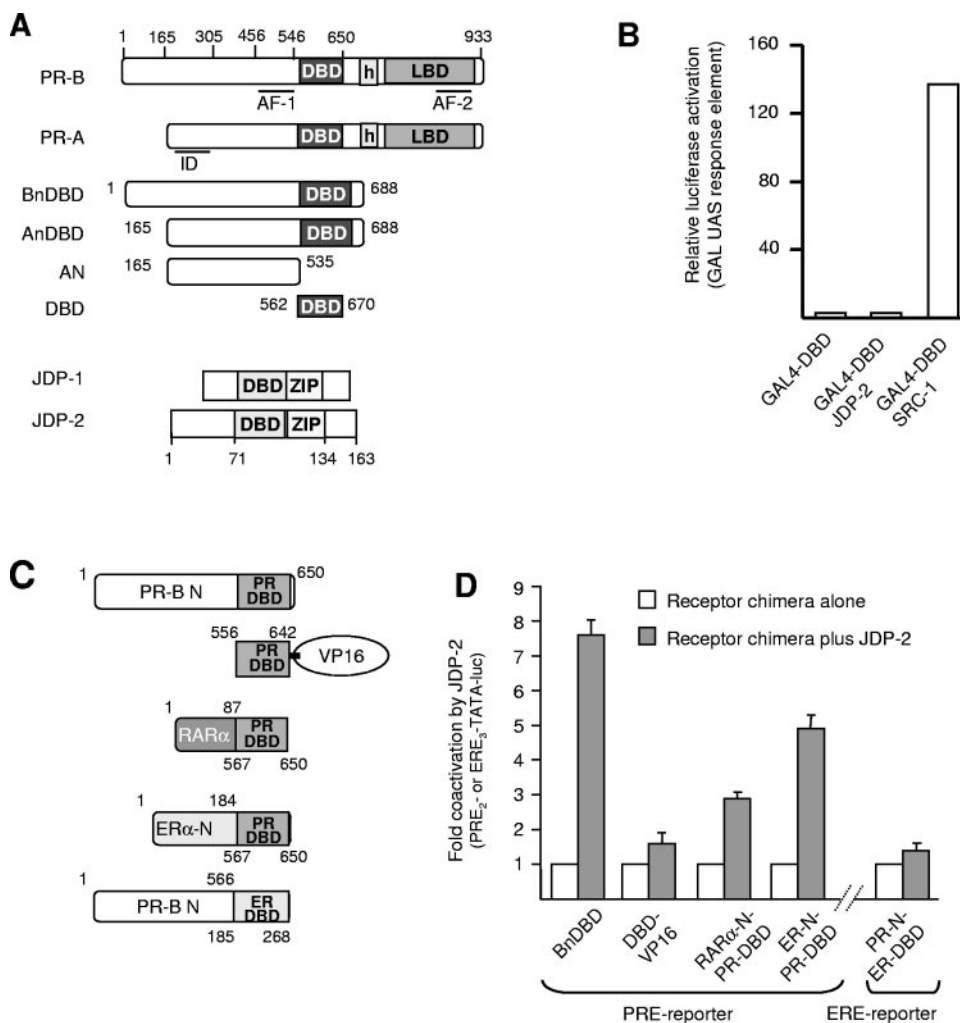 A
1 165 305 456 546 650 933
PR-B DBD h LBD
AF-1 AF-2
PR-A DBD h LBD
ID
1
BnDBD DBD 688
AnDBD 165 DBD 688
AN 165 535
DBD 562 DBD 670
JDP-1 DBD ZIP
JDP-2 DBD ZIP
1 71 134 163
B
Relative luciferase activation
(GAL UAS response element)
160
120
80
40
GAL4-DBD
GAL4-DBD
JDP-2
GAL4-DBD
SRC-1
C
1 650
PR-B N PR
DBD
556 642
PR
DBD VP16
1 87
RARα PR
DBD
567 650
1 184
ERα-N PR
DBD
567 650
1 566
PR-B N ER
DBD
185 268
D
Fold coactivation by JDP-2
(PRE2- or ERE3-TATA-luc)
9
8
7
6
5
4
3
2
1
Receptor chimera alone
Receptor chimera plus JDP-2
BnDBD
DBD-
VP16
RARα-N-
PR-DBD
ER-N-
PR-DBD
PR-N-
ER-DBD
PRE-reporter
ERE-reporter